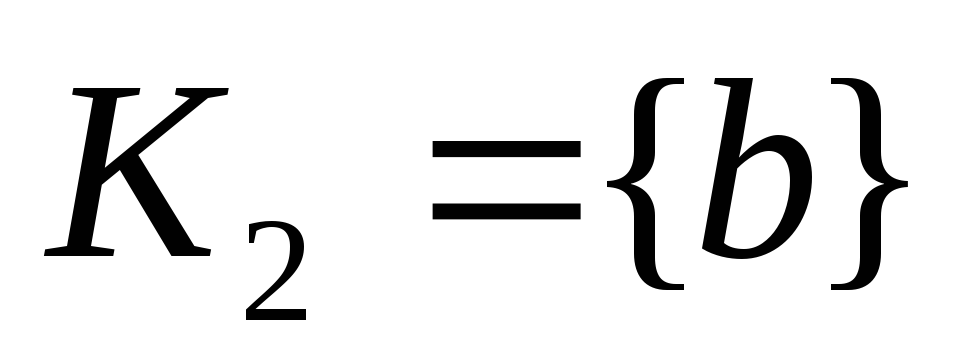 K₂ = {b}